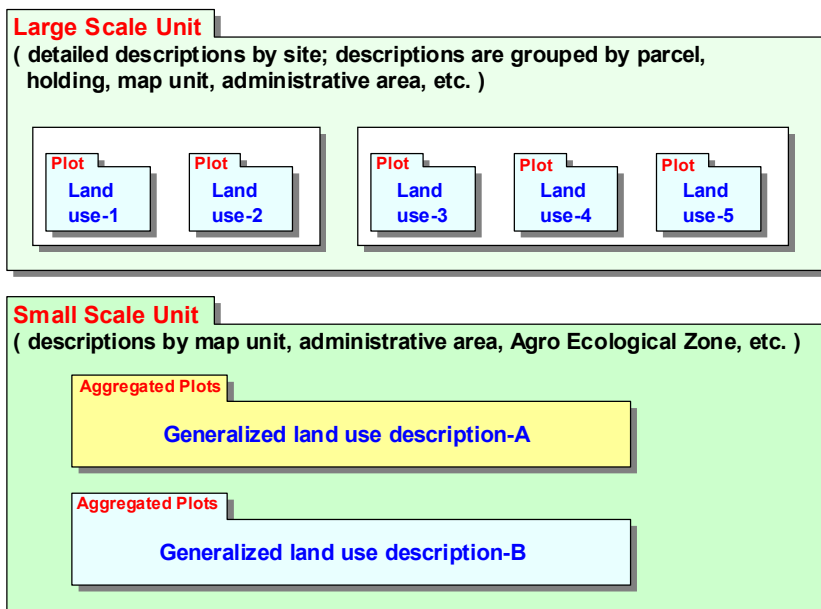 Large Scale Unit
( detailed descriptions by site; descriptions are grouped by parcel,
holding, map unit, administrative area, etc. )
Plot
Land
use-1
Plot
Land
use-2
Plot
Land
use-3
Plot
Land
use-4
Plot
Land
use-5
Small Scale Unit
( descriptions by map unit, administrative area, Agro Ecological Zone, etc. )
Aggregated Plots
Generalized land use description-A
Aggregated Plots
Generalized land use description-B